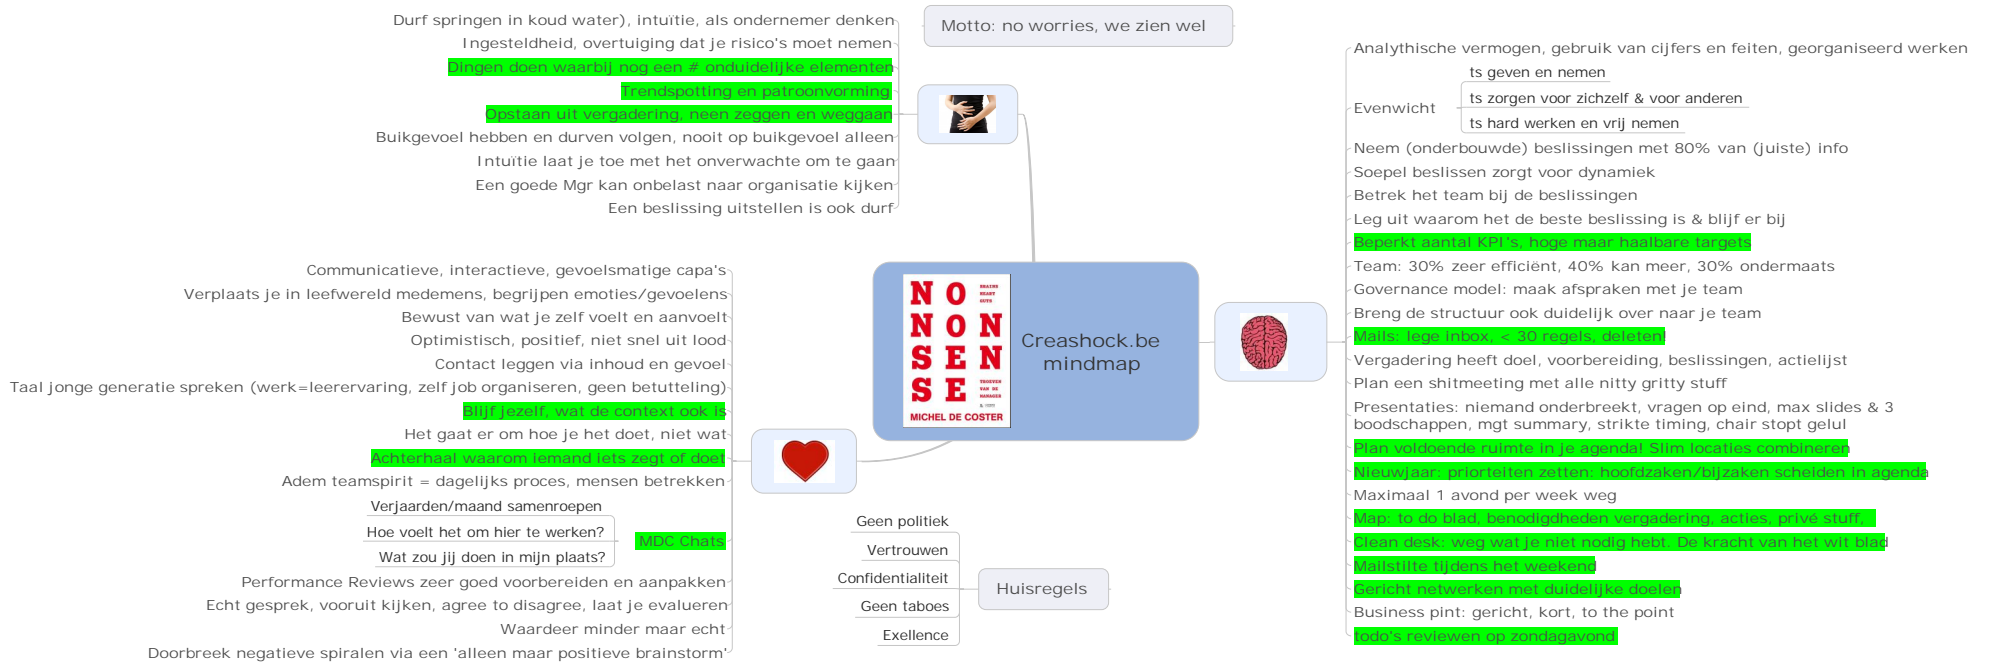 Durf springen in koud water), intuïtie, als ondernemer denken
Ingesteldheid, overtuiging dat je risico's moet nemen
Dingen doen waarbij nog een # onduidelijke elementen
Trendspotting en patroonvorming
Opstaan uit vergadering, neen zeggen en weggaan
Buikgevoel hebben en durven volgen, nooit op buikgevoel alleen
Intuïtie laat je toe met het onverwachte om te gaan
Een goede Mgr kan onbelast naar organisatie kijken
Een beslissing uitstellen is ook durf
Motto: no worries, we zien wel
Communicatieve, interactieve, gevoelsmatige capa's
Verplaats je in leefwereld medemens, begrijpen emoties/gevoelens
Bewust van wat je zelf voelt en aanvoelt
Optimistisch, positief, niet snel uit lood
Contact leggen via inhoud en gevoel
Taal jonge generatie spreken (werk=leerervaring, zelf job organiseren, geen betutteling)
Blijf jezelf, wat de context ook is
Het gaat er om hoe je het doet, niet wat
Achterhaal waarom iemand iets zegt of doet
Adem teamspirit = dagelijks proces, mensen betrekken
Verjaarden/maand samenroepen
Hoe voelt het om hier te werken?
Wat zou jij doen in mijn plaats?
MDC Chats
Performance Reviews zeer goed voorbereiden en aanpakken
Echt gesprek, vooruit kijken, agree to disagree, laat je evalueren
Waardeer minder maar echt
Doorbreek negatieve spiralen via een 'alleen maar positieve brainstorm'
NO
NON
SEN
SE
BRAINS
HEART
GUTS
TROEVEN
VAN DE
MANAGER
MICHEL DE COSTER
Creashock.be
mindmap
Geen politiek
Vertrouwen
Confidentialiteit
Geen taboes
Exellence
Huisregels
Analythische vermogen, gebruik van cijfers en feiten, georganiseerd werken
Evenwicht
ts geven en nemen
ts zorgen voor zichzelf & voor anderen
ts hard werken en vrij nemen
Neem (onderbouwde) beslissingen met 80% van (juiste) info
Soepel beslissen zorgt voor dynamiek
Betrek het team bij de beslissingen
Leg uit waarom het de beste beslissing is & blijf er bij
Beperkt aantal KPI's, hoge maar haalbare targets
Team: 30% zeer efficiënt, 40% kan meer, 30% ondermaats
Governance model: maak afspraken met je team
Breng de structuur ook duidelijk over naar je team
Mails: lege inbox, < 30 regels, deleten!
Vergadering heeft doel, voorbereiding, beslissingen, actielijst
Plan een shitmeeting met alle nitty gritty stuff
Presentaties: niemand onderbreekt, vragen op eind, max slides & 3
boodschappen, mgt summary, strikte timing, chair stopt gelul
Plan voldoende ruimte in je agenda! Slim locaties combineren
Nieuwjaar: priorteiten zetten: hoofdzaken/bijzaken scheiden in agenda
Maximaal 1 avond per week weg
Map: to do blad, benodigdheden vergadering, acties, privé stuff,
Clean desk: weg wat je niet nodig hebt. De kracht van het wit blad
Mailstilte tijdens het weekend
Gericht netwerken met duidelijke doelen
Business pint: gericht, kort, to the point
todo's reviewen op zondagavond